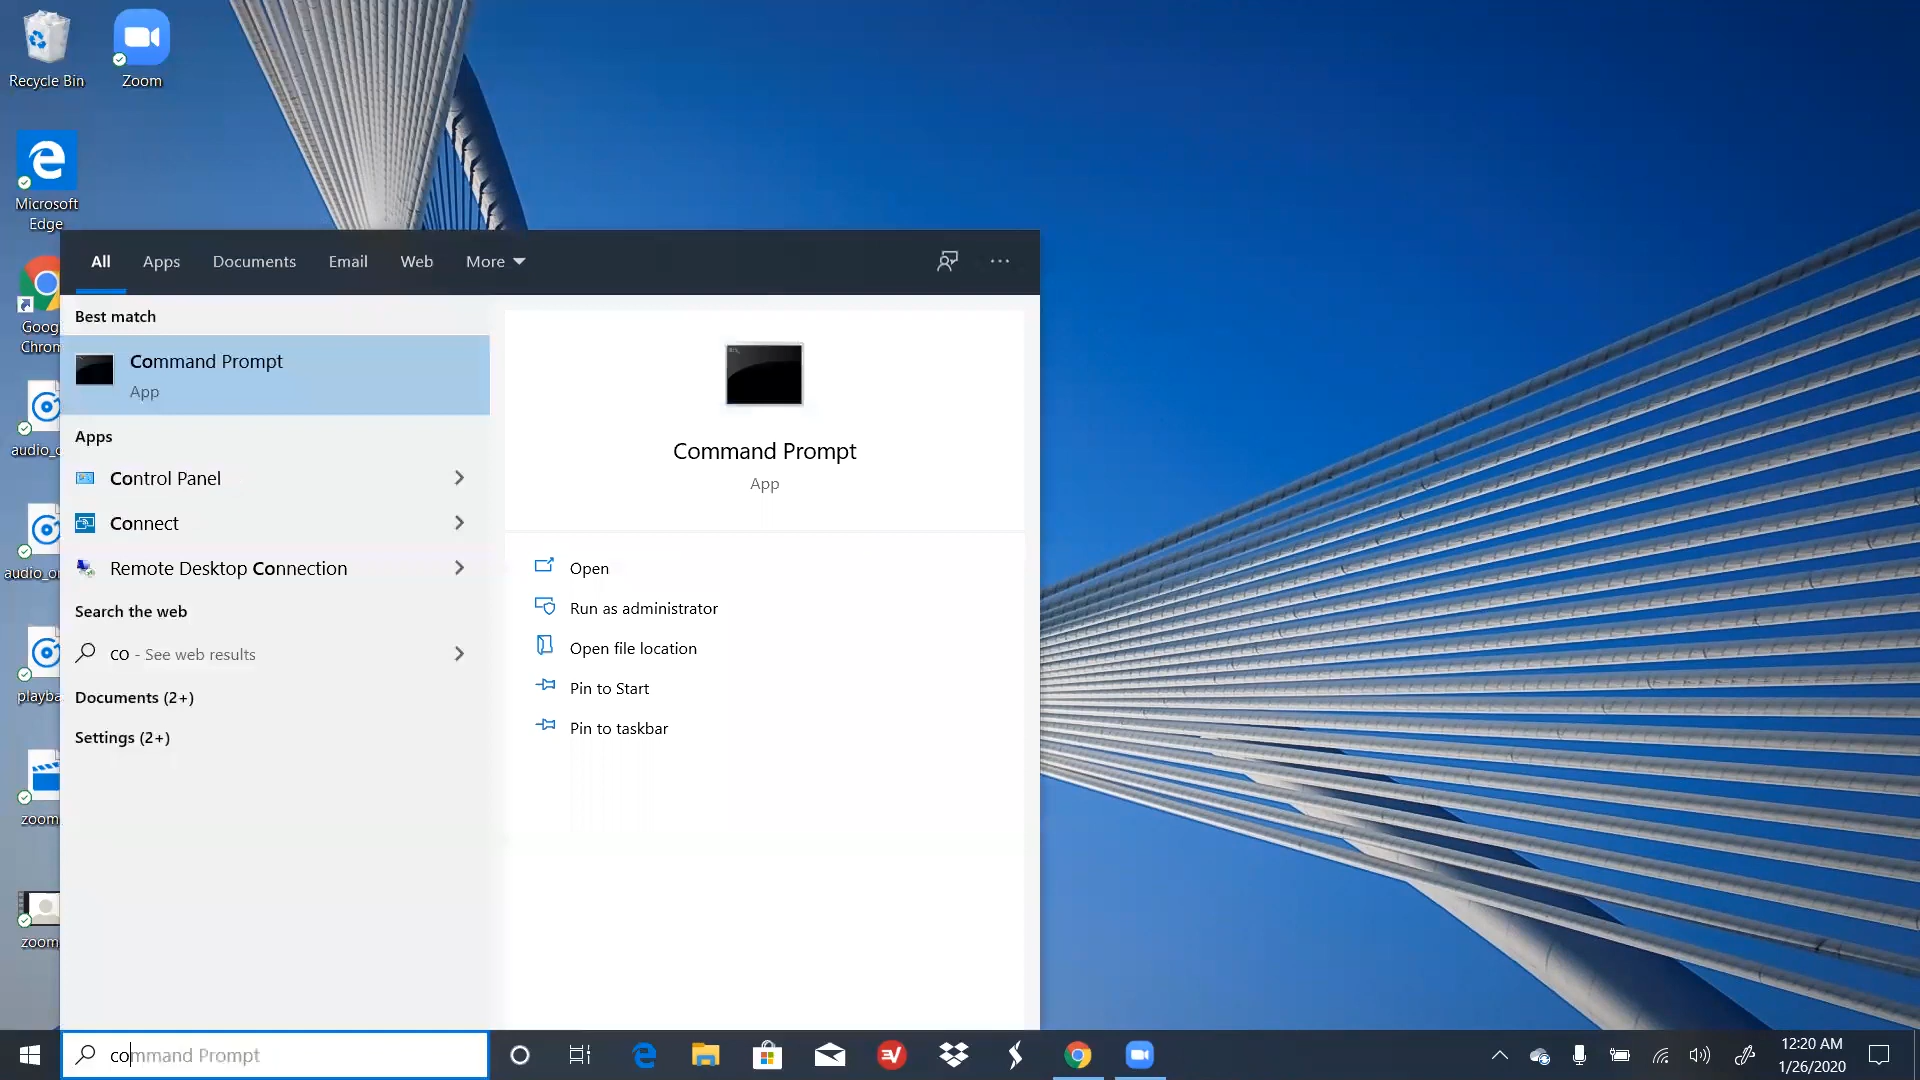 Recycle Bin
Zoom
Microsoft
Edge
Goog
Chrom
audio_o
audio_or
playba
zoom
zoom
All
Apps
Documents
Email
Web
More
Best match
Command Prompt
App
Apps
Control Panel
Connect
Remote Desktop Connection
Search the web
co - See web results
Documents (2+)
Settings (2+)
Command Prompt
App
Open
Run as administrator
Open file location
Pin to Start
Pin to taskbar
command Prompt
12:20 AM
1/26/2020